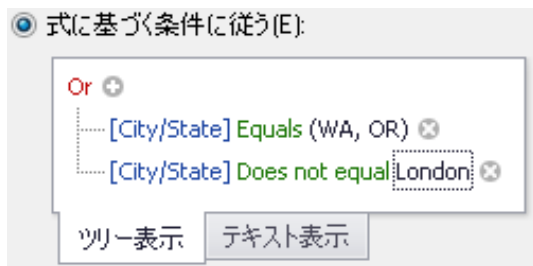 式に基づく条件に従う(E):
Or
[City/State] Equals (WA, OR)
[City/State] Does not equal London
ツリー表示 テキスト表示